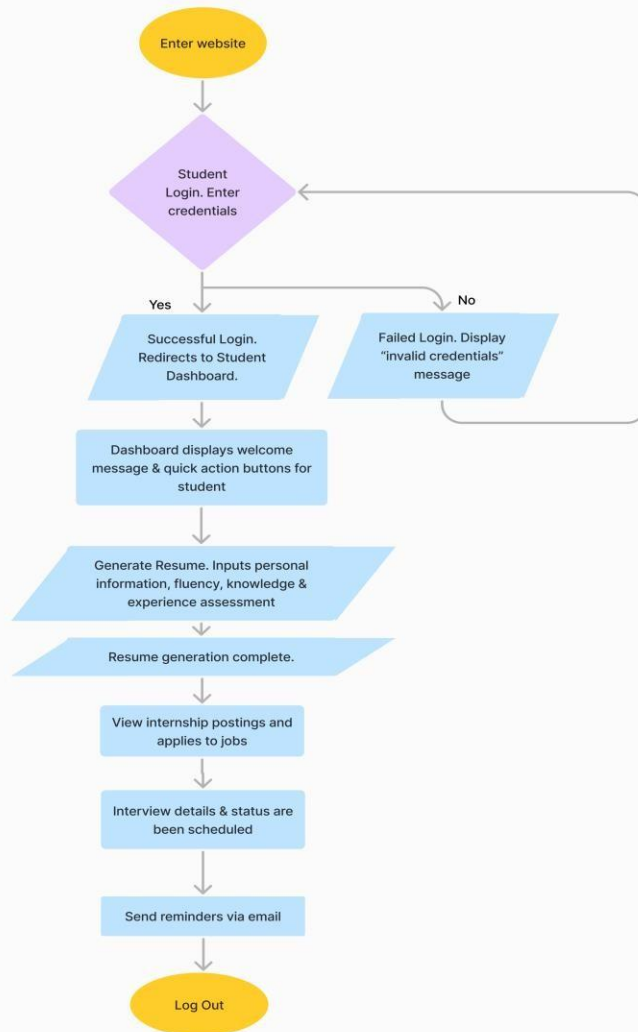 Enter website
Student
Login. Enter
credentials
Yes
No
Successful Login.
Redirects to Student
Dashboard.
Failed Login. Display
"invalid credentials"
message
Dashboard displays welcome
message & quick action buttons for
student
Generate Resume. Inputs personal
information, fluency, knowledge &
experience assessment
Resume generation complete.
View internship postings and
applies to jobs
Interview details & status are
been scheduled
Send reminders via email
Log Out